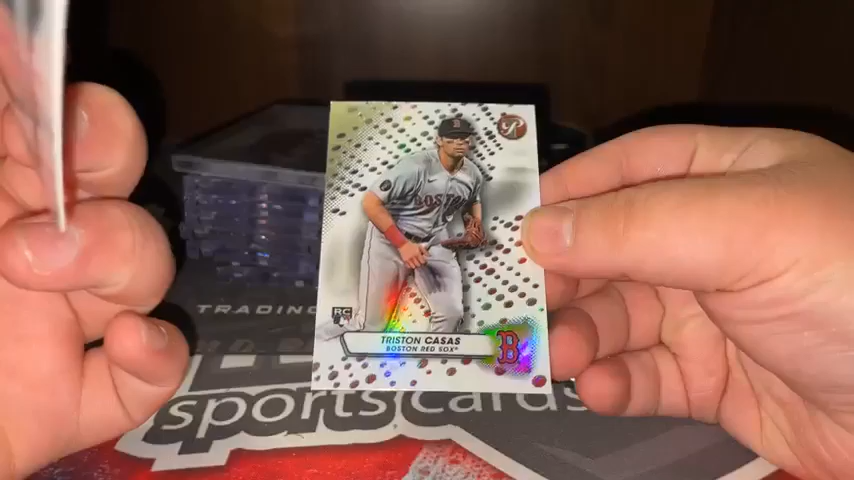 P
B
BOSTON
RC
TRISTON CASAS
BOSTON RED SOX
B
TRADING
sportscards